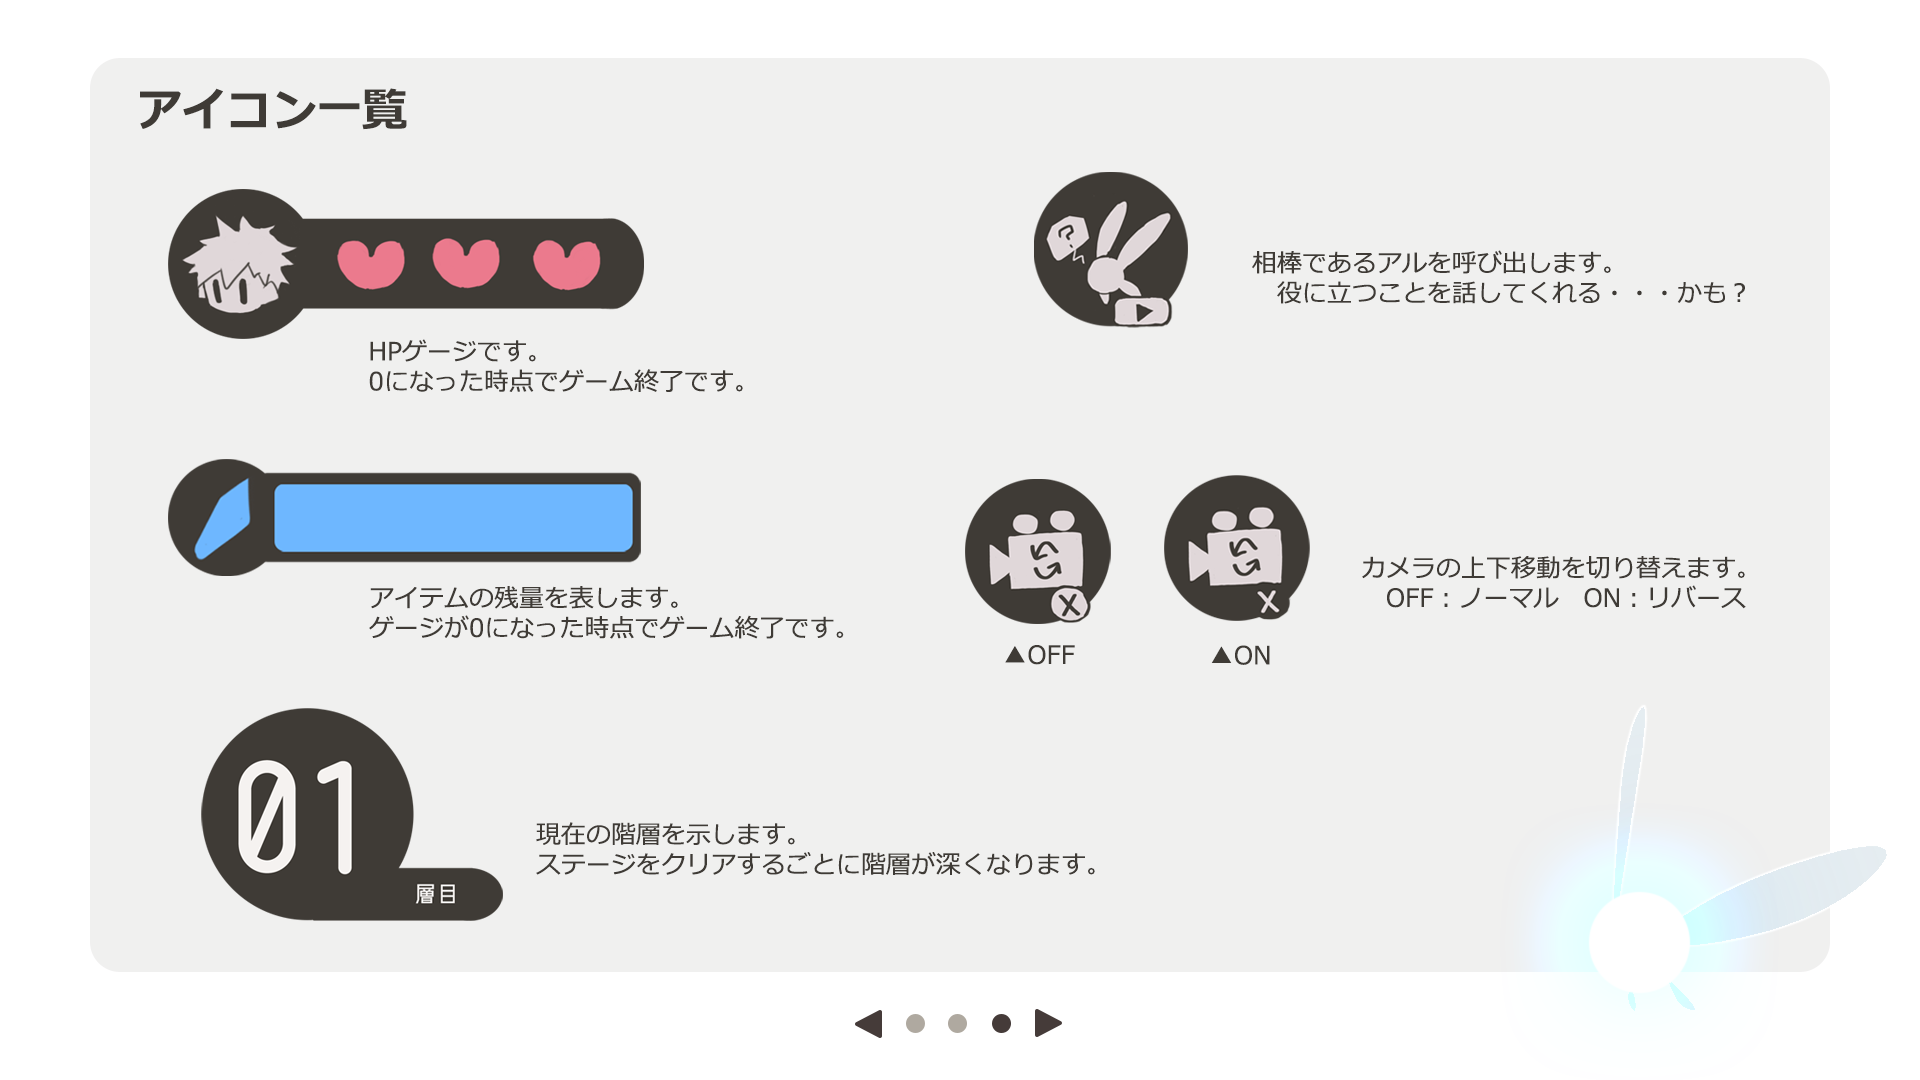 アイコン一覧
HPゲージです。
0になった時点でゲーム終了です。
アイテムの残量を表します。
ゲージが0になった時点でゲーム終了です。
01
層目
現在の階層を示します。
ステージをクリアするごとに階層が深くなります。
?
相棒であるアルを呼び出します。
役に立つことを話してくれる・・・かも？
X
X
▲OFF
▲ON
カメラの上下移動を切り替えます。
OFF：ノーマル　ON：リバース